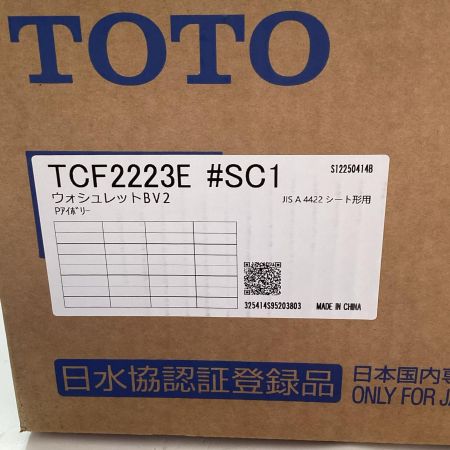 TOTO
TCF2223E #SC1
S12250414B
ウォシュレットBV2
JIS A 4422 シート形用
Pアイボリー
325414S95203803 MADE IN CHINA
日水協認証登録品
日本国内専
ONLY FOR JA